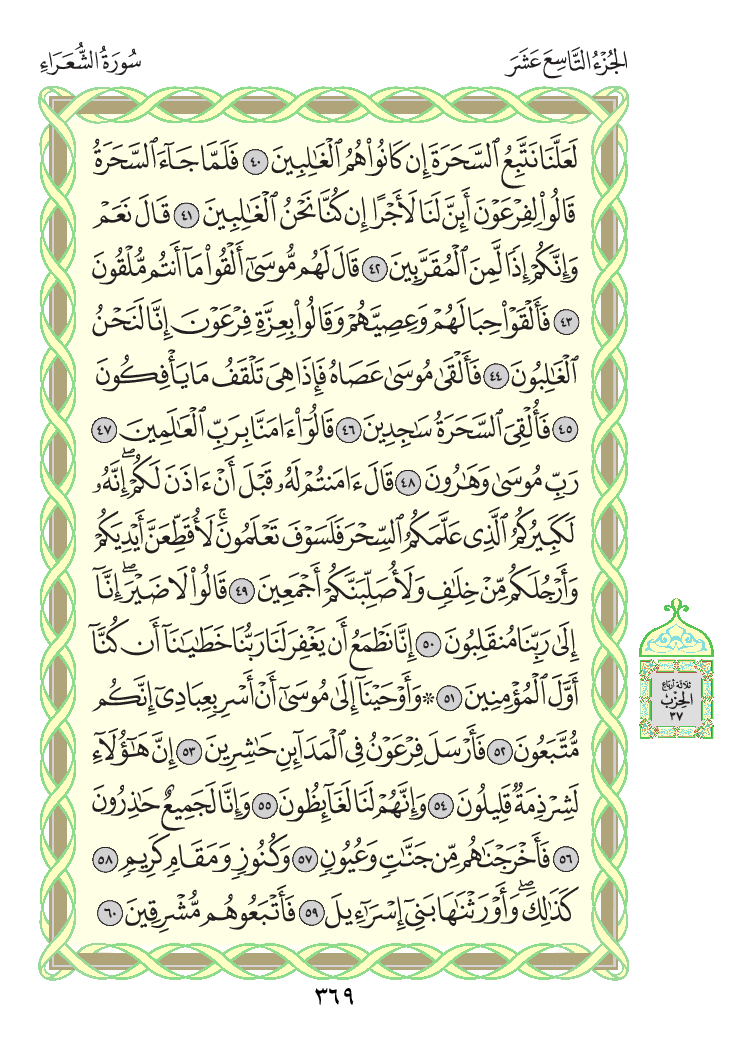 الجُزْءُ التَّاسِعَ عَشَرَ
سُورَةُ الشُّعَرَاءِ
لَعَلَّنَا نَتَّبِعُ ٱلسَّحَرَةَ إِن كَانُوا۟ هُمُ ٱلْغَٰلِبِينَ ٤٠ فَلَمَّا جَآءَ ٱلسَّحَرَةُ
قَالُوا۟ لِفِرْعَوْنَ أَئِنَّ لَنَا لَأَجْرًا إِن كُنَّا نَحْنُ ٱلْغَٰلِبِينَ ٤١ قَالَ نَعَمْ
وَإِنَّكُمْ إِذًا لَّمِنَ ٱلْمُقَرَّبِينَ ٤٢ قَالَ لَهُم مُّوسَىٰٓ أَلْقُوا۟ مَآ أَنتُم مُّلْقُونَ
٤٣ فَأَلْقَوْا۟ حِبَالَهُمْ وَعِصِيَّهُمْ وَقَالُوا۟ بِعِزَّةِ فِرْعَوْنَ إِنَّا لَنَحْنُ
ٱلْغَٰلِبُونَ ٤٤ فَأَلْقَىٰ مُوسَىٰ عَصَاهُ فَإِذَا هِىَ تَلْقَفُ مَا يَأْفِكُونَ
٤٥ فَأُلْقِىَ ٱلسَّحَرَةُ سَٰجِدِينَ ٤٦ قَالُوٓا۟ ءَامَنَّا بِرَبِّ ٱلْعَٰلَمِينَ ٤٧
رَبِّ مُوسَىٰ وَهَٰرُونَ ٤٨ قَالَ ءَامَنتُمْ لَهُۥ قَبْلَ أَنْ ءَاذَنَ لَكُمْ ۖ إِنَّهُۥ
لَكَبِيرُكُمُ ٱلَّذِى عَلَّمَكُمُ ٱلسِّحْرَ فَلَسَوْفَ تَعْلَمُونَ ۚ لَأُقَطِّعَنَّ أَيْدِيَكُمْ
وَأَرْجُلَكُم مِّنْ خِلَٰفٍ وَلَأُصَلِّبَنَّكُمْ أَجْمَعِينَ ٤٩ قَالُوا۟ لَا ضَيْرَ ۖ إِنَّآ
إِلَىٰ رَبِّنَا مُنقَلِبُونَ ٥٠ إِنَّا نَطْمَعُ أَن يَغْفِرَ لَنَا رَبُّنَا خَطَٰيَٰنَآ أَن كُنَّآ
أَوَّلَ ٱلْمُؤْمِنِينَ ٥١ * وَأَوْحَيْنَآ إِلَىٰ مُوسَىٰٓ أَنْ أَسْرِ بِعِبَادِىٓ إِنَّكُم
مُّتَّبَعُونَ ٥٢ فَأَرْسَلَ فِرْعَوْنُ فِى ٱلْمَدَآئِنِ حَٰشِرِينَ ٥٣ إِنَّ هَٰٓؤُلَآءِ
لَشِرْذِمَةٌ قَلِيلُونَ ٥٤ وَإِنَّهُمْ لَنَا لَغَآئِظُونَ ٥٥ وَإِنَّا لَجَمِيعٌ حَٰذِرُونَ
٥٦ فَأَخْرَجْنَٰهُم مِّن جَنَّٰتٍ وَعُيُونٍ ٥٧ وَكُنُوزٍ وَمَقَامٍ كَرِيمٍ ٥٨
كَذَٰلِكَ ۖ وَأَوْرَثْنَٰهَا بَنِىٓ إِسْرَٰٓءِيلَ ٥٩ فَأَتْبَعُوهُم مُّشْرِقِينَ ٦٠
ثلاثة أرباع
الحزب
٣٧
٣٦٩